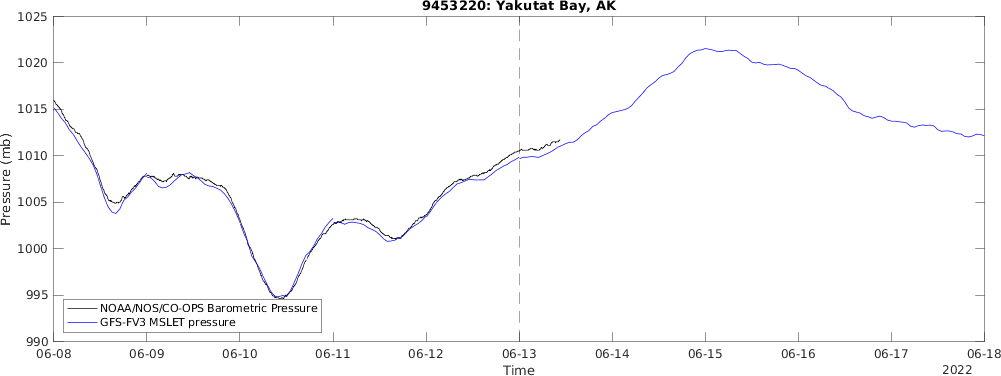 9453220: Yakutat Bay, AK
Pressure (mb)
1025
1020
1015
1010
1005
1000
995
990
NOAA/NOS/CO-OPS Barometric Pressure
GFS-FV3 MSLET pressure
06-08 06-09 06-10 06-11 06-12 06-13 06-14 06-15 06-16 06-17 06-18
Time
2022